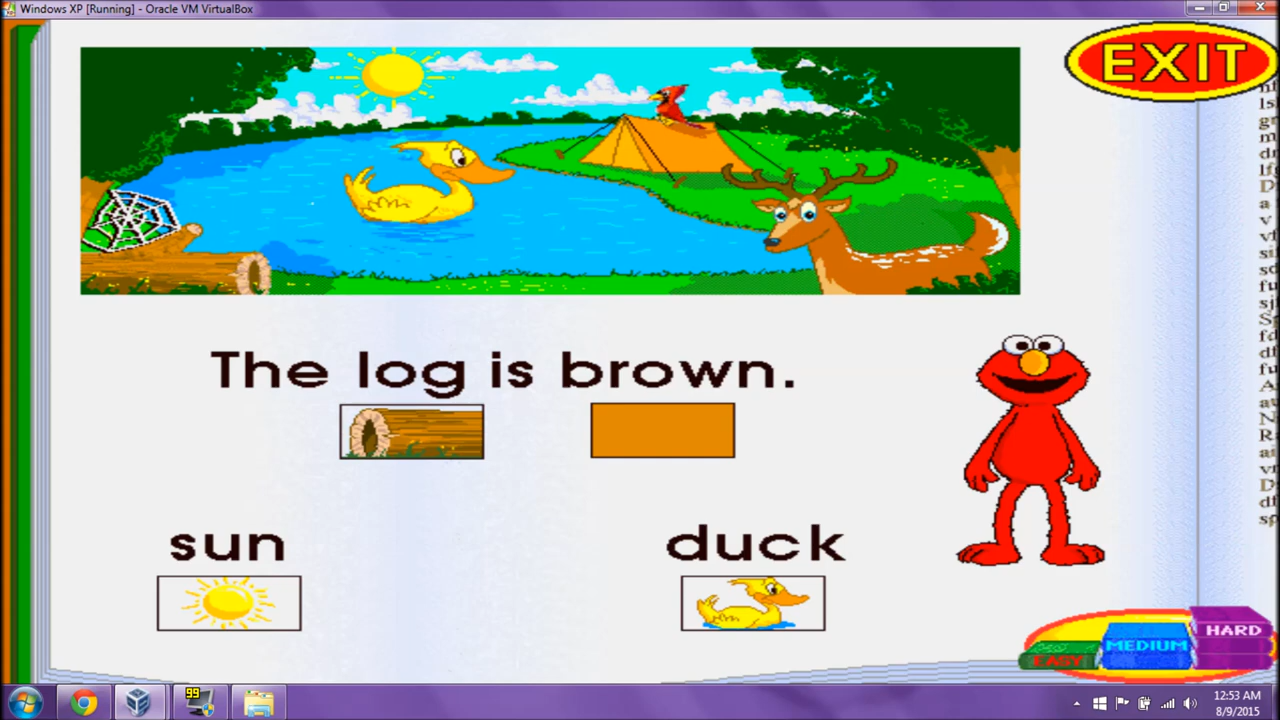 Windows XP [Running] - Oracle VM VirtualBox
EXIT
The log is brown.
sun
duck
EASY
MEDIUM
HARD
99
12:53 AM
8/9/2015